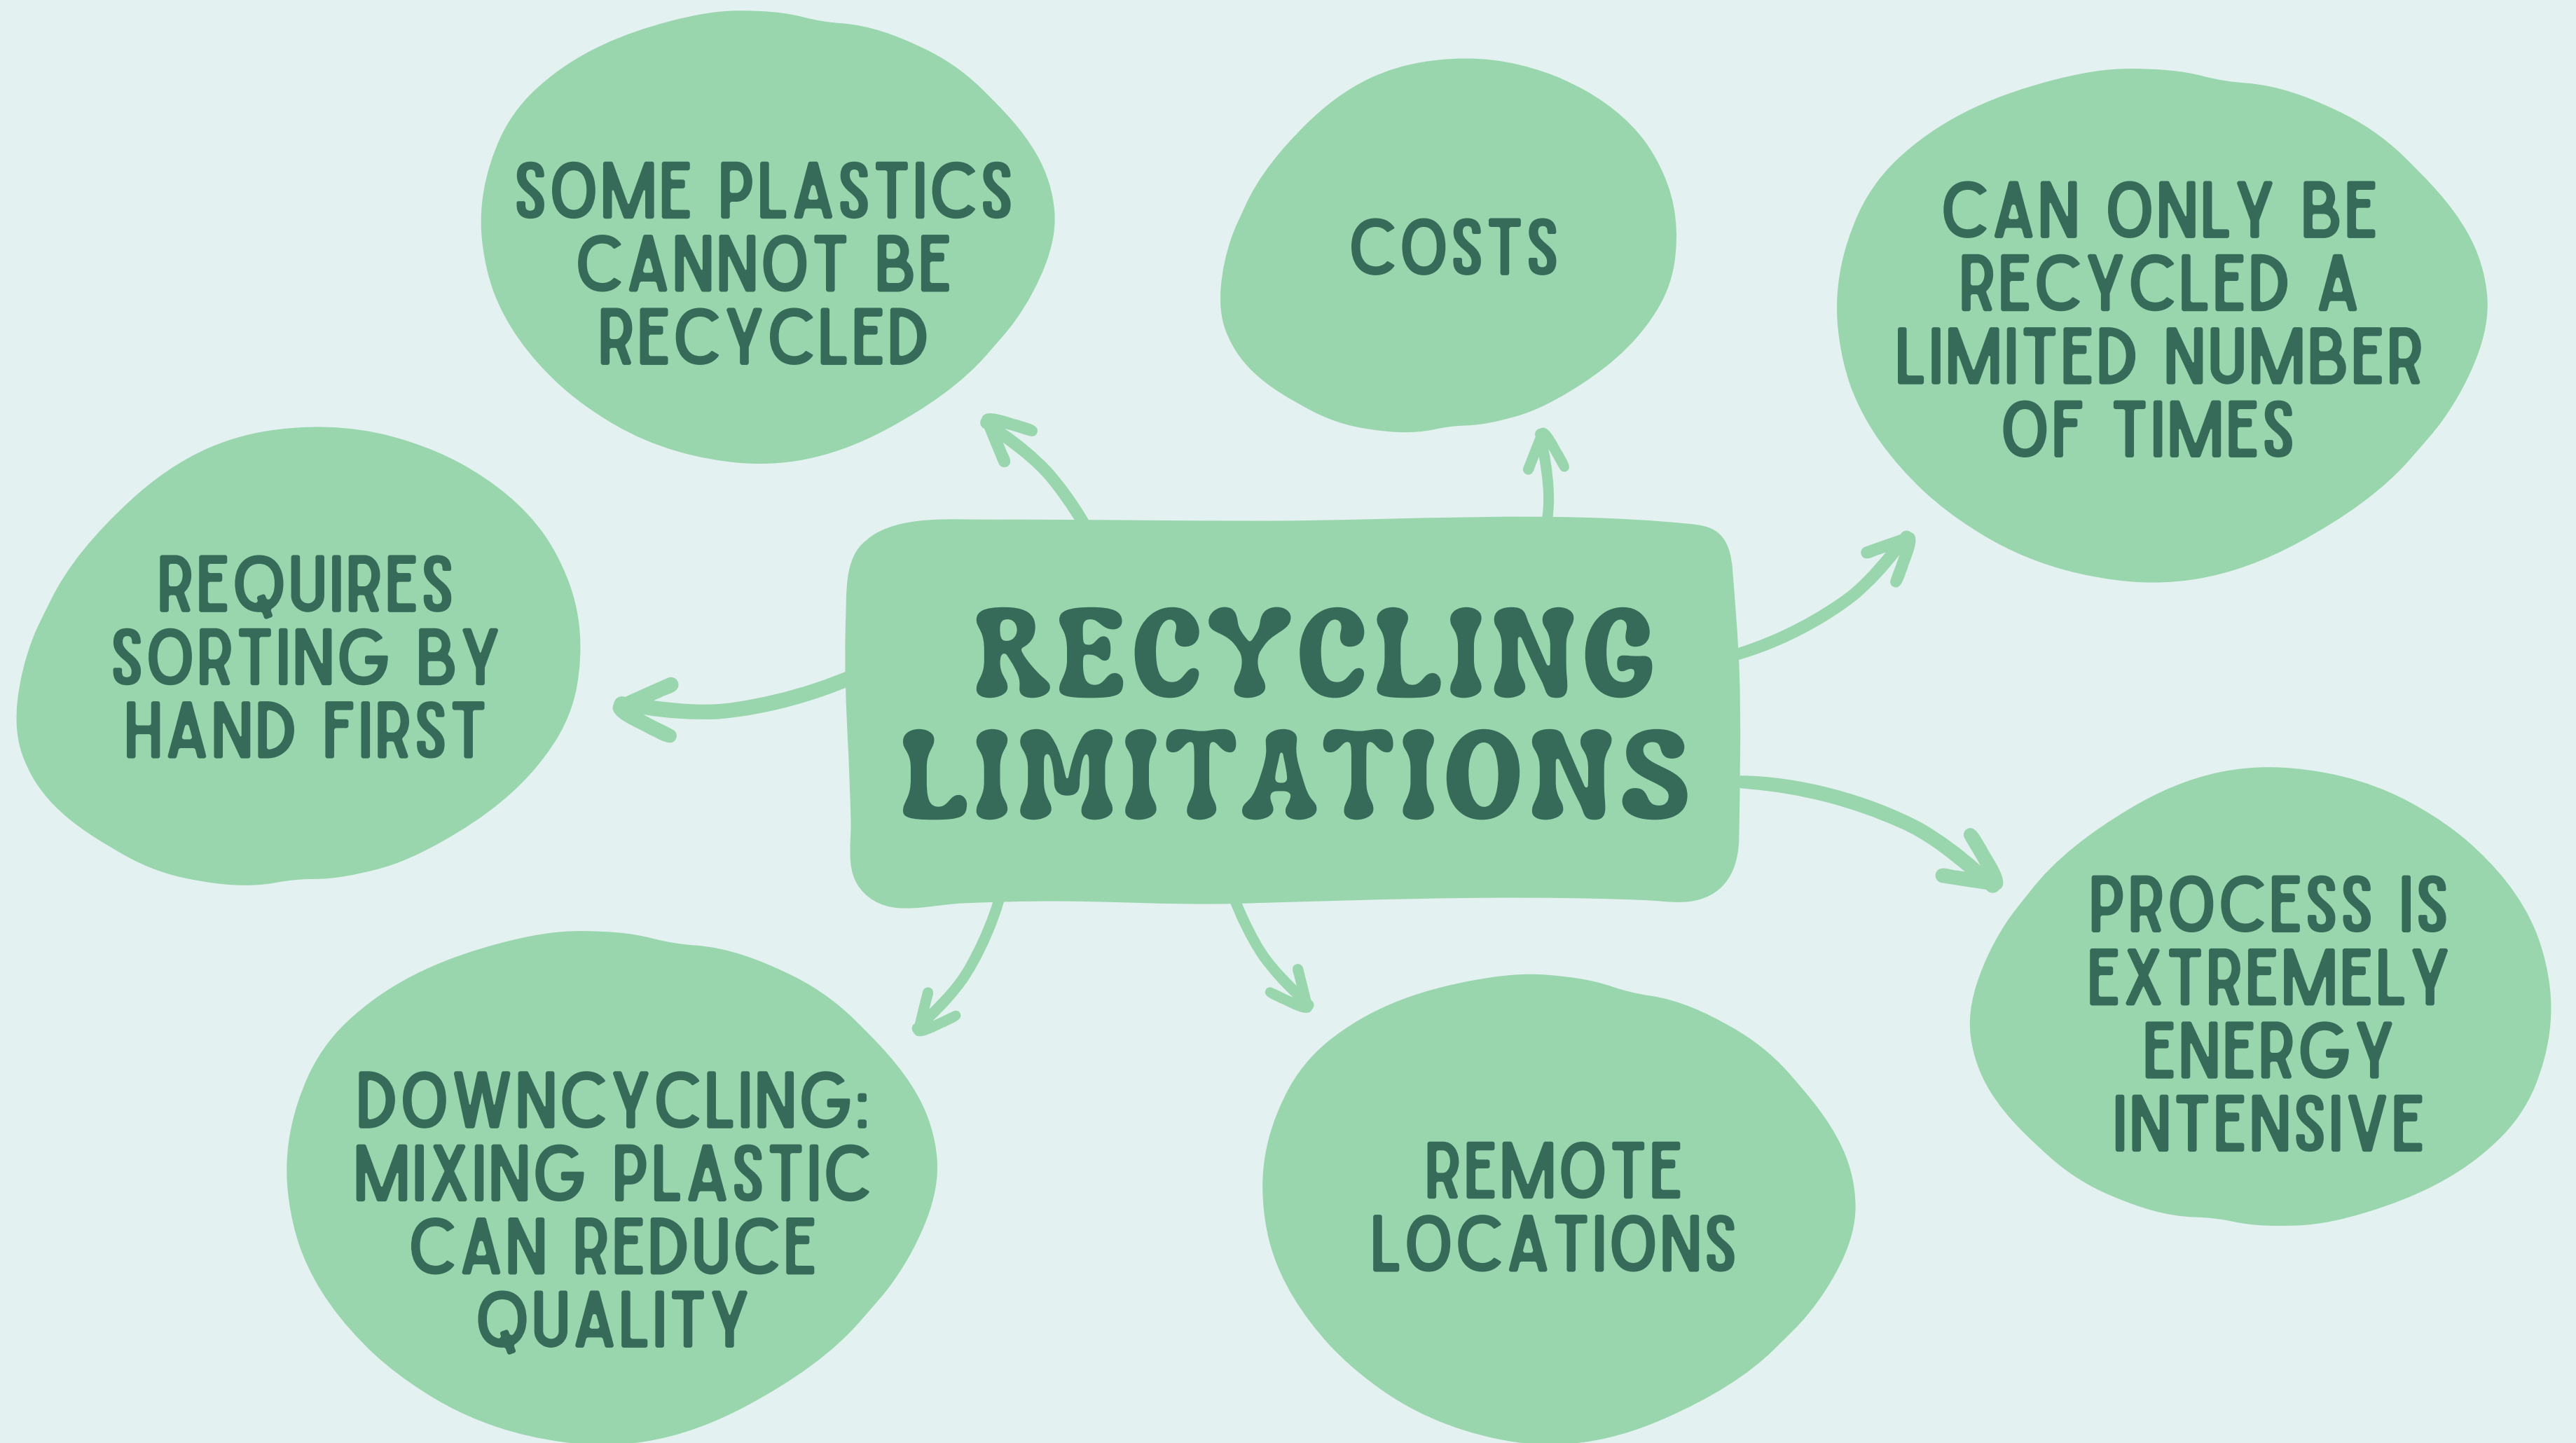 SOME PLASTICS
CANNOT BE
RECYCLED
COSTS
CAN ONLY BE
RECYCLED A
LIMITED NUMBER
OF TIMES
REQUIRES
SORTING BY
HAND FIRST
RECYCLING
LIMITATIONS
PROCESS IS
EXTREMELY
ENERGY
INTENSIVE
DOWNCYCLING:
MIXING PLASTIC
CAN REDUCE
QUALITY
REMOTE
LOCATIONS